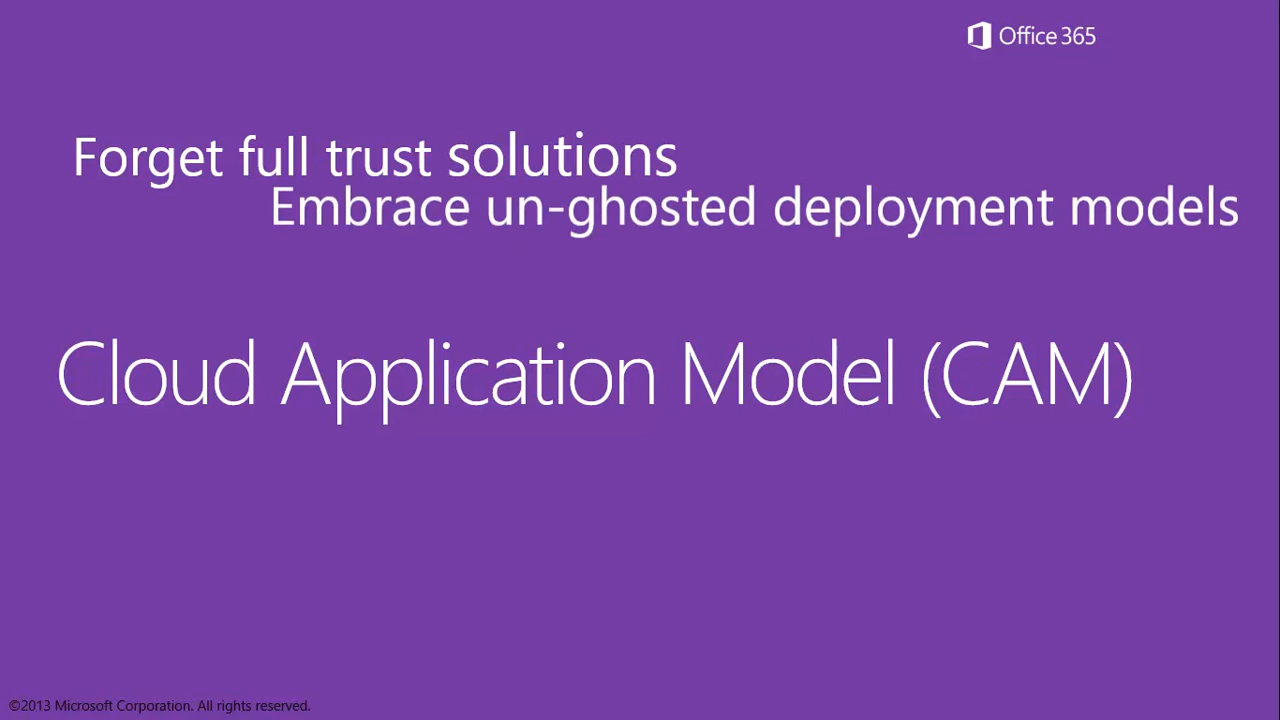 Office 365
Forget full trust solutions
Embrace un-ghosted deployment models
Cloud Application Model (CAM)
©2013 Microsoft Corporation. All rights reserved.